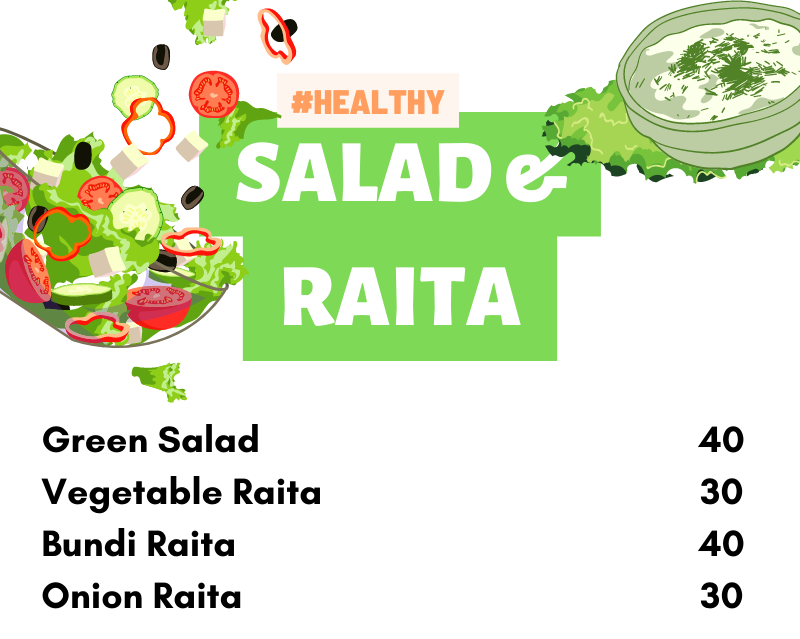 #HEALTHY
SALAD &
RAITA
Green Salad 40
Vegetable Raita 30
Bundi Raita 40
Onion Raita 30